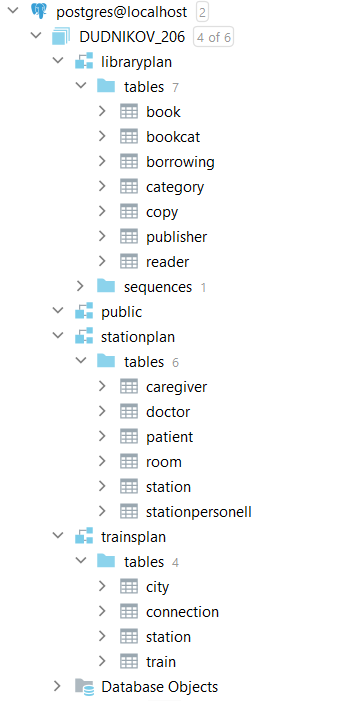 postgres@localhost 2
DUDNIKOV_206 4 of 6
libraryplan
tables 7
book
bookcat
borrowing
category
copy
publisher
reader
sequences 1
public
stationplan
tables 6
caregiver
doctor
patient
room
station
stationpersonell
trainsplan
tables 4
city
connection
station
train
Database Objects